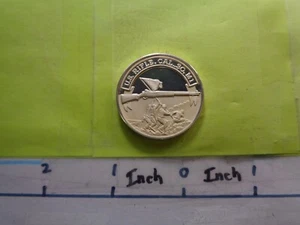 U.S. RIFLE, CAL. 30, M1
2 1 Inch 0 Inch 1